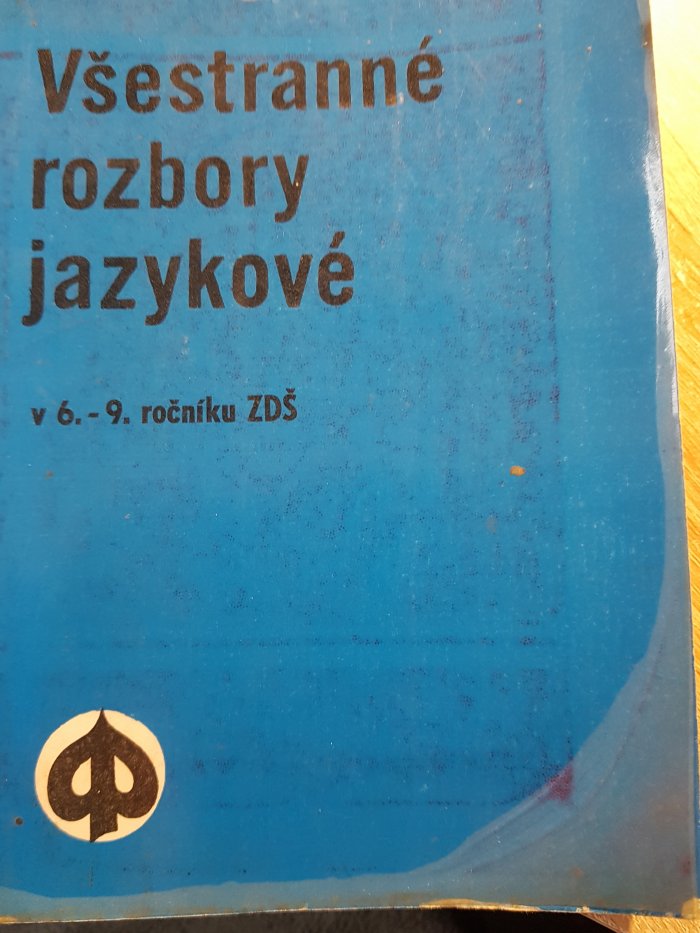 Všestranné
rozbory
jazykové
v 6.-9. ročníku ZDŠ